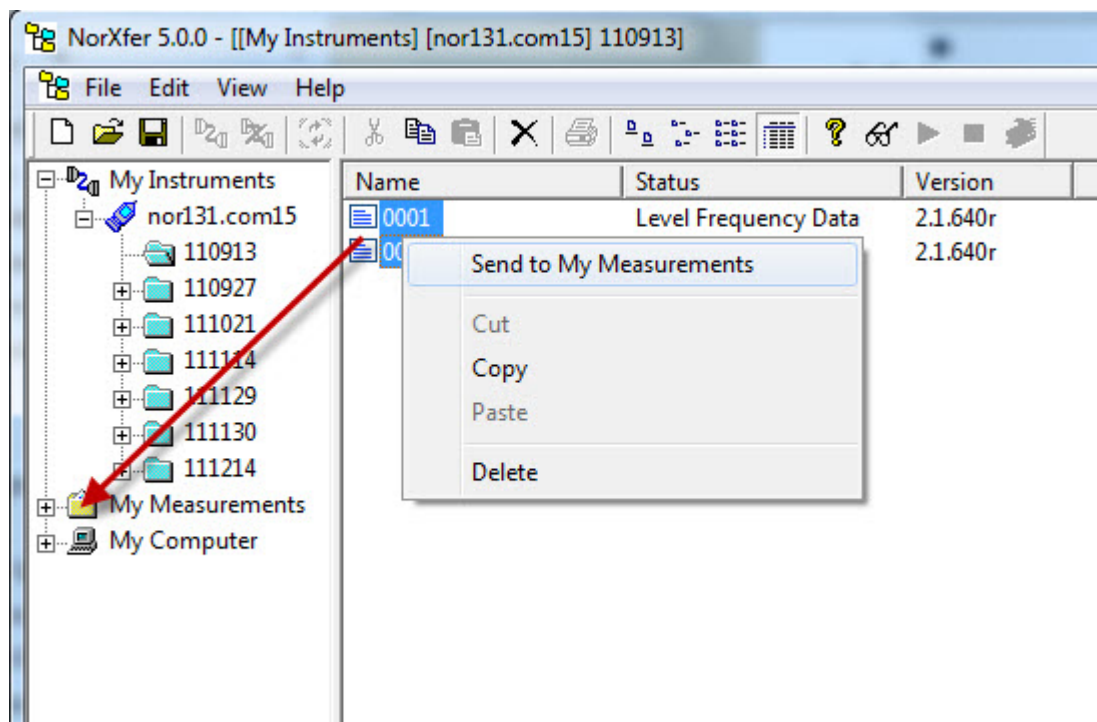 NorXfer 5.0.0 - [[My Instruments] [nor131.com15] 110913]
File Edit View Help
My Instruments
nor131.com15
110913
110927
111021
111114
111129
111130
111214
My Measurements
My Computer
Name Status Version
0001 Level Frequency Data 2.1.640r
2.1.640r
Send to My Measurements
Cut
Copy
Paste
Delete